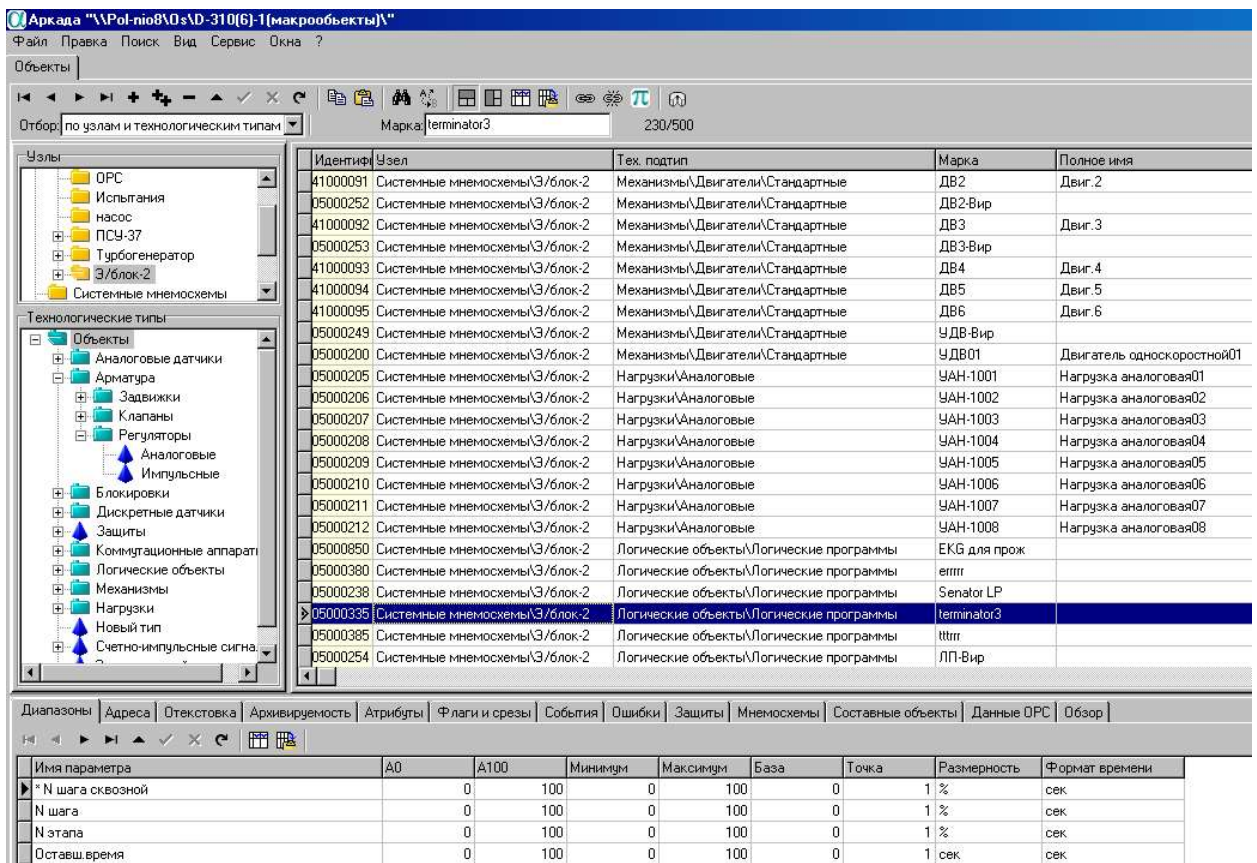 Аркада "\\Pol-nio8\Os\D-310(6)-1(макрообьекты)\"
Файл Правка Поиск Вид Сервис Окна ?
Объекты
Отбор: по узлам и технологическим типам Марка: terminator3 230/500
Узлы
ОРС
Испытания
насос
ПСУ-37
Турбогенератор
Э/блок-2
Системные мнемосхемы
Технологические типы
Объекты
Аналоговые датчики
Арматура
Задвижки
Клапаны
Регуляторы
Аналоговые
Импульсные
Блокировки
Дискретные датчики
Защиты
Коммутационные аппарат
Логические объекты
Механизмы
Нагрузки
Новый тип
Счетно-импульсные сигна
Идентифи Узел Тех. подтип Марка Полное имя
41000091 Системные мнемосхемы\Э/блок-2 Механизмы\Двигатели\Стандартные ДВ2 Двиг.2
05000252 Системные мнемосхемы\Э/блок-2 Механизмы\Двигатели\Стандартные ДВ2-Вир
41000092 Системные мнемосхемы\Э/блок-2 Механизмы\Двигатели\Стандартные ДВ3 Двиг.3
05000253 Системные мнемосхемы\Э/блок-2 Механизмы\Двигатели\Стандартные ДВ3-Вир
41000093 Системные мнемосхемы\Э/блок-2 Механизмы\Двигатели\Стандартные ДВ4 Двиг.4
41000094 Системные мнемосхемы\Э/блок-2 Механизмы\Двигатели\Стандартные ДВ5 Двиг.5
41000095 Системные мнемосхемы\Э/блок-2 Механизмы\Двигатели\Стандартные ДВ6 Двиг.6
05000249 Системные мнемосхемы\Э/блок-2 Механизмы\Двигатели\Стандартные УДВ-Вир
05000200 Системные мнемосхемы\Э/блок-2 Механизмы\Двигатели\Стандартные УДВ01 Двигатель односкоростной01
05000205 Системные мнемосхемы\Э/блок-2 Нагрузки\Аналоговые УАН-1001 Нагрузка аналоговая01
05000206 Системные мнемосхемы\Э/блок-2 Нагрузки\Аналоговые УАН-1002 Нагрузка аналоговая02
05000207 Системные мнемосхемы\Э/блок-2 Нагрузки\Аналоговые УАН-1003 Нагрузка аналоговая03
05000208 Системные мнемосхемы\Э/блок-2 Нагрузки\Аналоговые УАН-1004 Нагрузка аналоговая04
05000209 Системные мнемосхемы\Э/блок-2 Нагрузки\Аналоговые УАН-1005 Нагрузка аналоговая05
05000210 Системные мнемосхемы\Э/блок-2 Нагрузки\Аналоговые УАН-1006 Нагрузка аналоговая06
05000211 Системные мнемосхемы\Э/блок-2 Нагрузки\Аналоговые УАН-1007 Нагрузка аналоговая07
05000212 Системные мнемосхемы\Э/блок-2 Нагрузки\Аналоговые УАН-1008 Нагрузка аналоговая08
05000850 Системные мнемосхемы\Э/блок-2 Логические объекты\Логические программы EKG для прож
05000380 Системные мнемосхемы\Э/блок-2 Логические объекты\Логические программы
05000238 Системные мнемосхемы\Э/блок-2 Логические объекты\Логические программы Senator LP
05000335 Системные мнемосхемы\Э/блок-2 Логические объекты\Логические программы terminator3
05000385 Системные мнемосхемы\Э/блок-2 Логические объекты\Логические программы
05000254 Системные мнемосхемы\Э/блок-2 Логические объекты\Логические программы ЛП-Вир
Диапазоны Адреса Отекстовка Архивируемость Атрибуты Флаги и срезы События Ошибки Защиты Мнемосхемы Составные объекты Данные ОРС Обзор
Имя параметра A0 A100 Минимум Максимум База Точка Размерность Формат времени
* N шага сквозной 0 100 0 100 0 1 % сек
N шага 0 100 0 100 0 1 % сек
N этапа 0 100 0 100 0 1 % сек
Оставш.время 0 100 0 100 0 1 сек сек